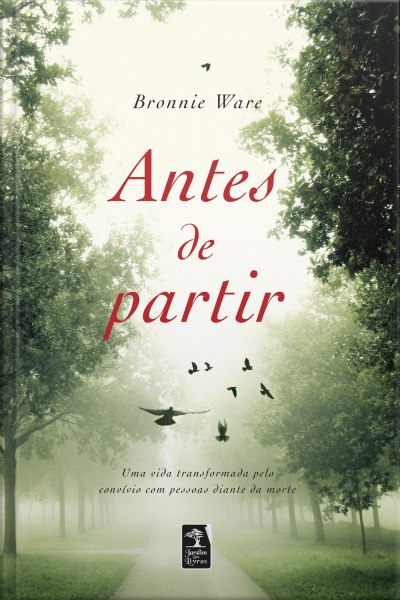 Bronnie Ware
Antes
de
partir
Uma vida transformada pelo
convívio com pessoas diante da morte
Jardim
dos
Livros